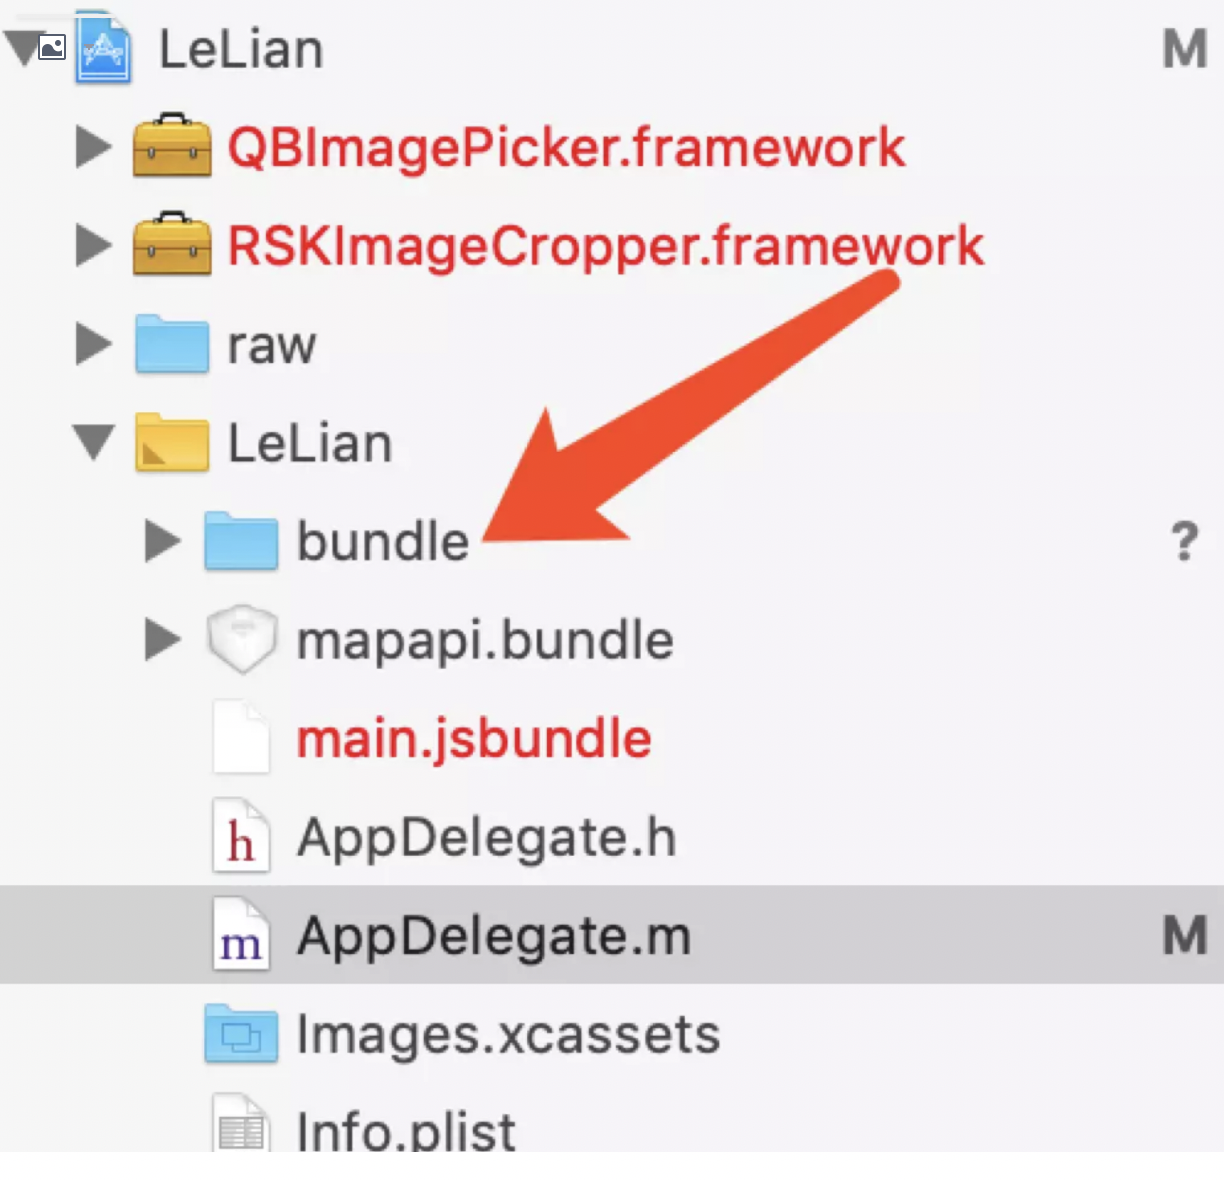 LeLian M
QBImagePicker.framework
RSKImageCropper.framework
raw
LeLian
bundle ?
mapapi.bundle
main.jsbundle
h AppDelegate.h
m AppDelegate.m M
Images.xcassets
Info.plist